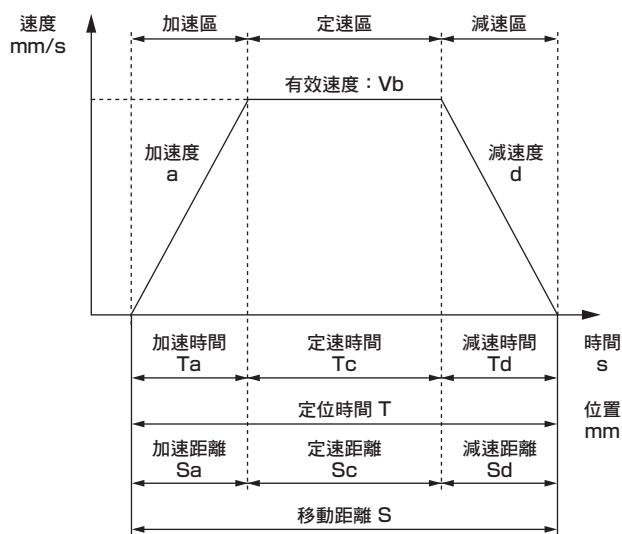 速度
mm/s
加速區
定速區
減速區
有效速度：Vb
加速度
a
減速度
d
加速時間
Ta
定速時間
Tc
減速時間
Td
時間
s
定位時間 T
位置
mm
加速距離
Sa
定速距離
Sc
減速距離
Sd
移動距離 S